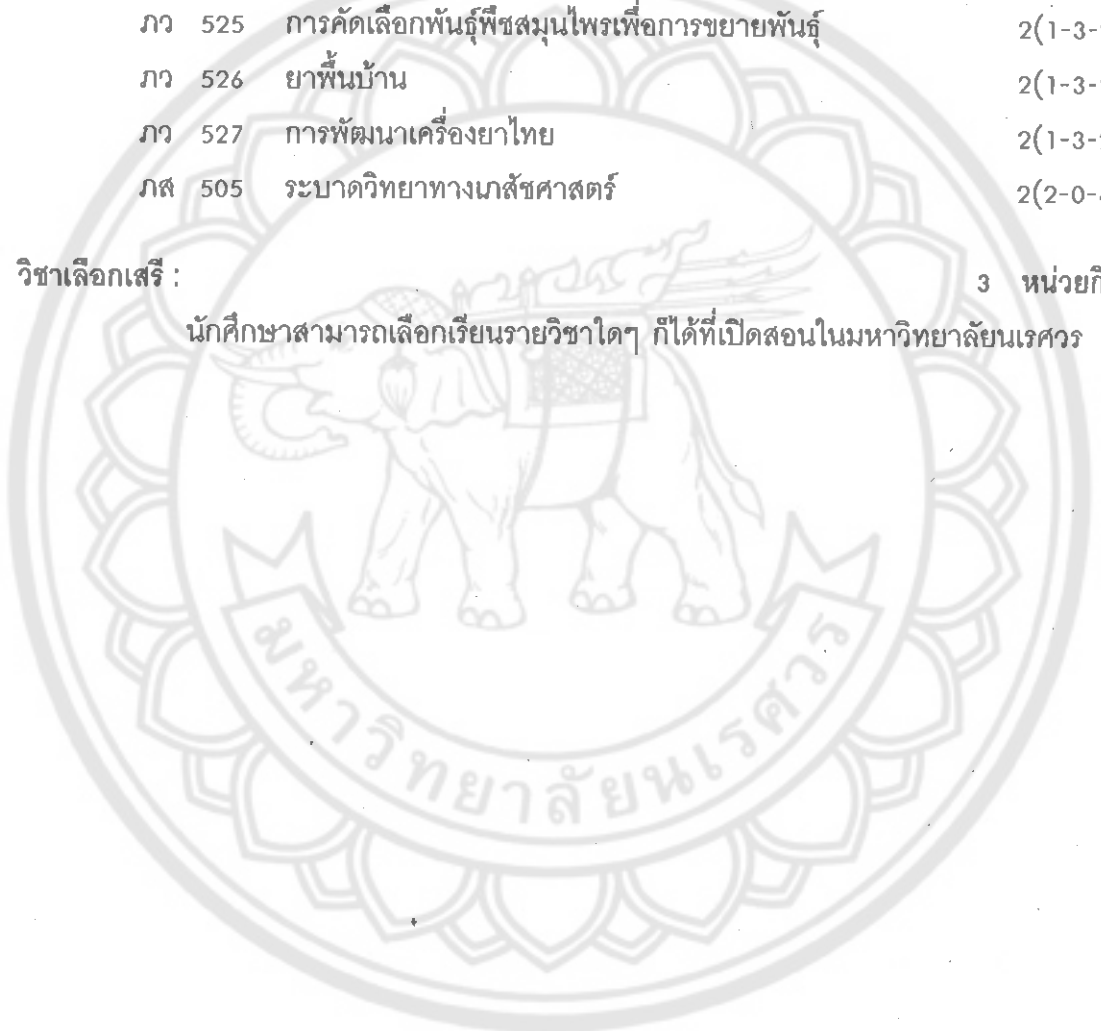 ภว 525 การคัดเลือกพันธุ์พืชสมุนไพรเพื่อการขยายพันธุ์ 2(1-3-
ภว 526 ยาพื้นบ้าน 2(1-3-
ภว 527 การพัฒนาเครื่องยาไทย 2(1-3-
ภส 505 ระบาดวิทยาทางเภสัชศาสตร์ 2(2-0-
วิชาเลือกเสรี : 3 หน่วยกิ
นักศึกษาสามารถเลือกเรียนรายวิชาใดๆ ก็ได้ที่เปิดสอนในมหาวิทยาลัยนเรศวร
มหาวิทยาลัยนเรศวร